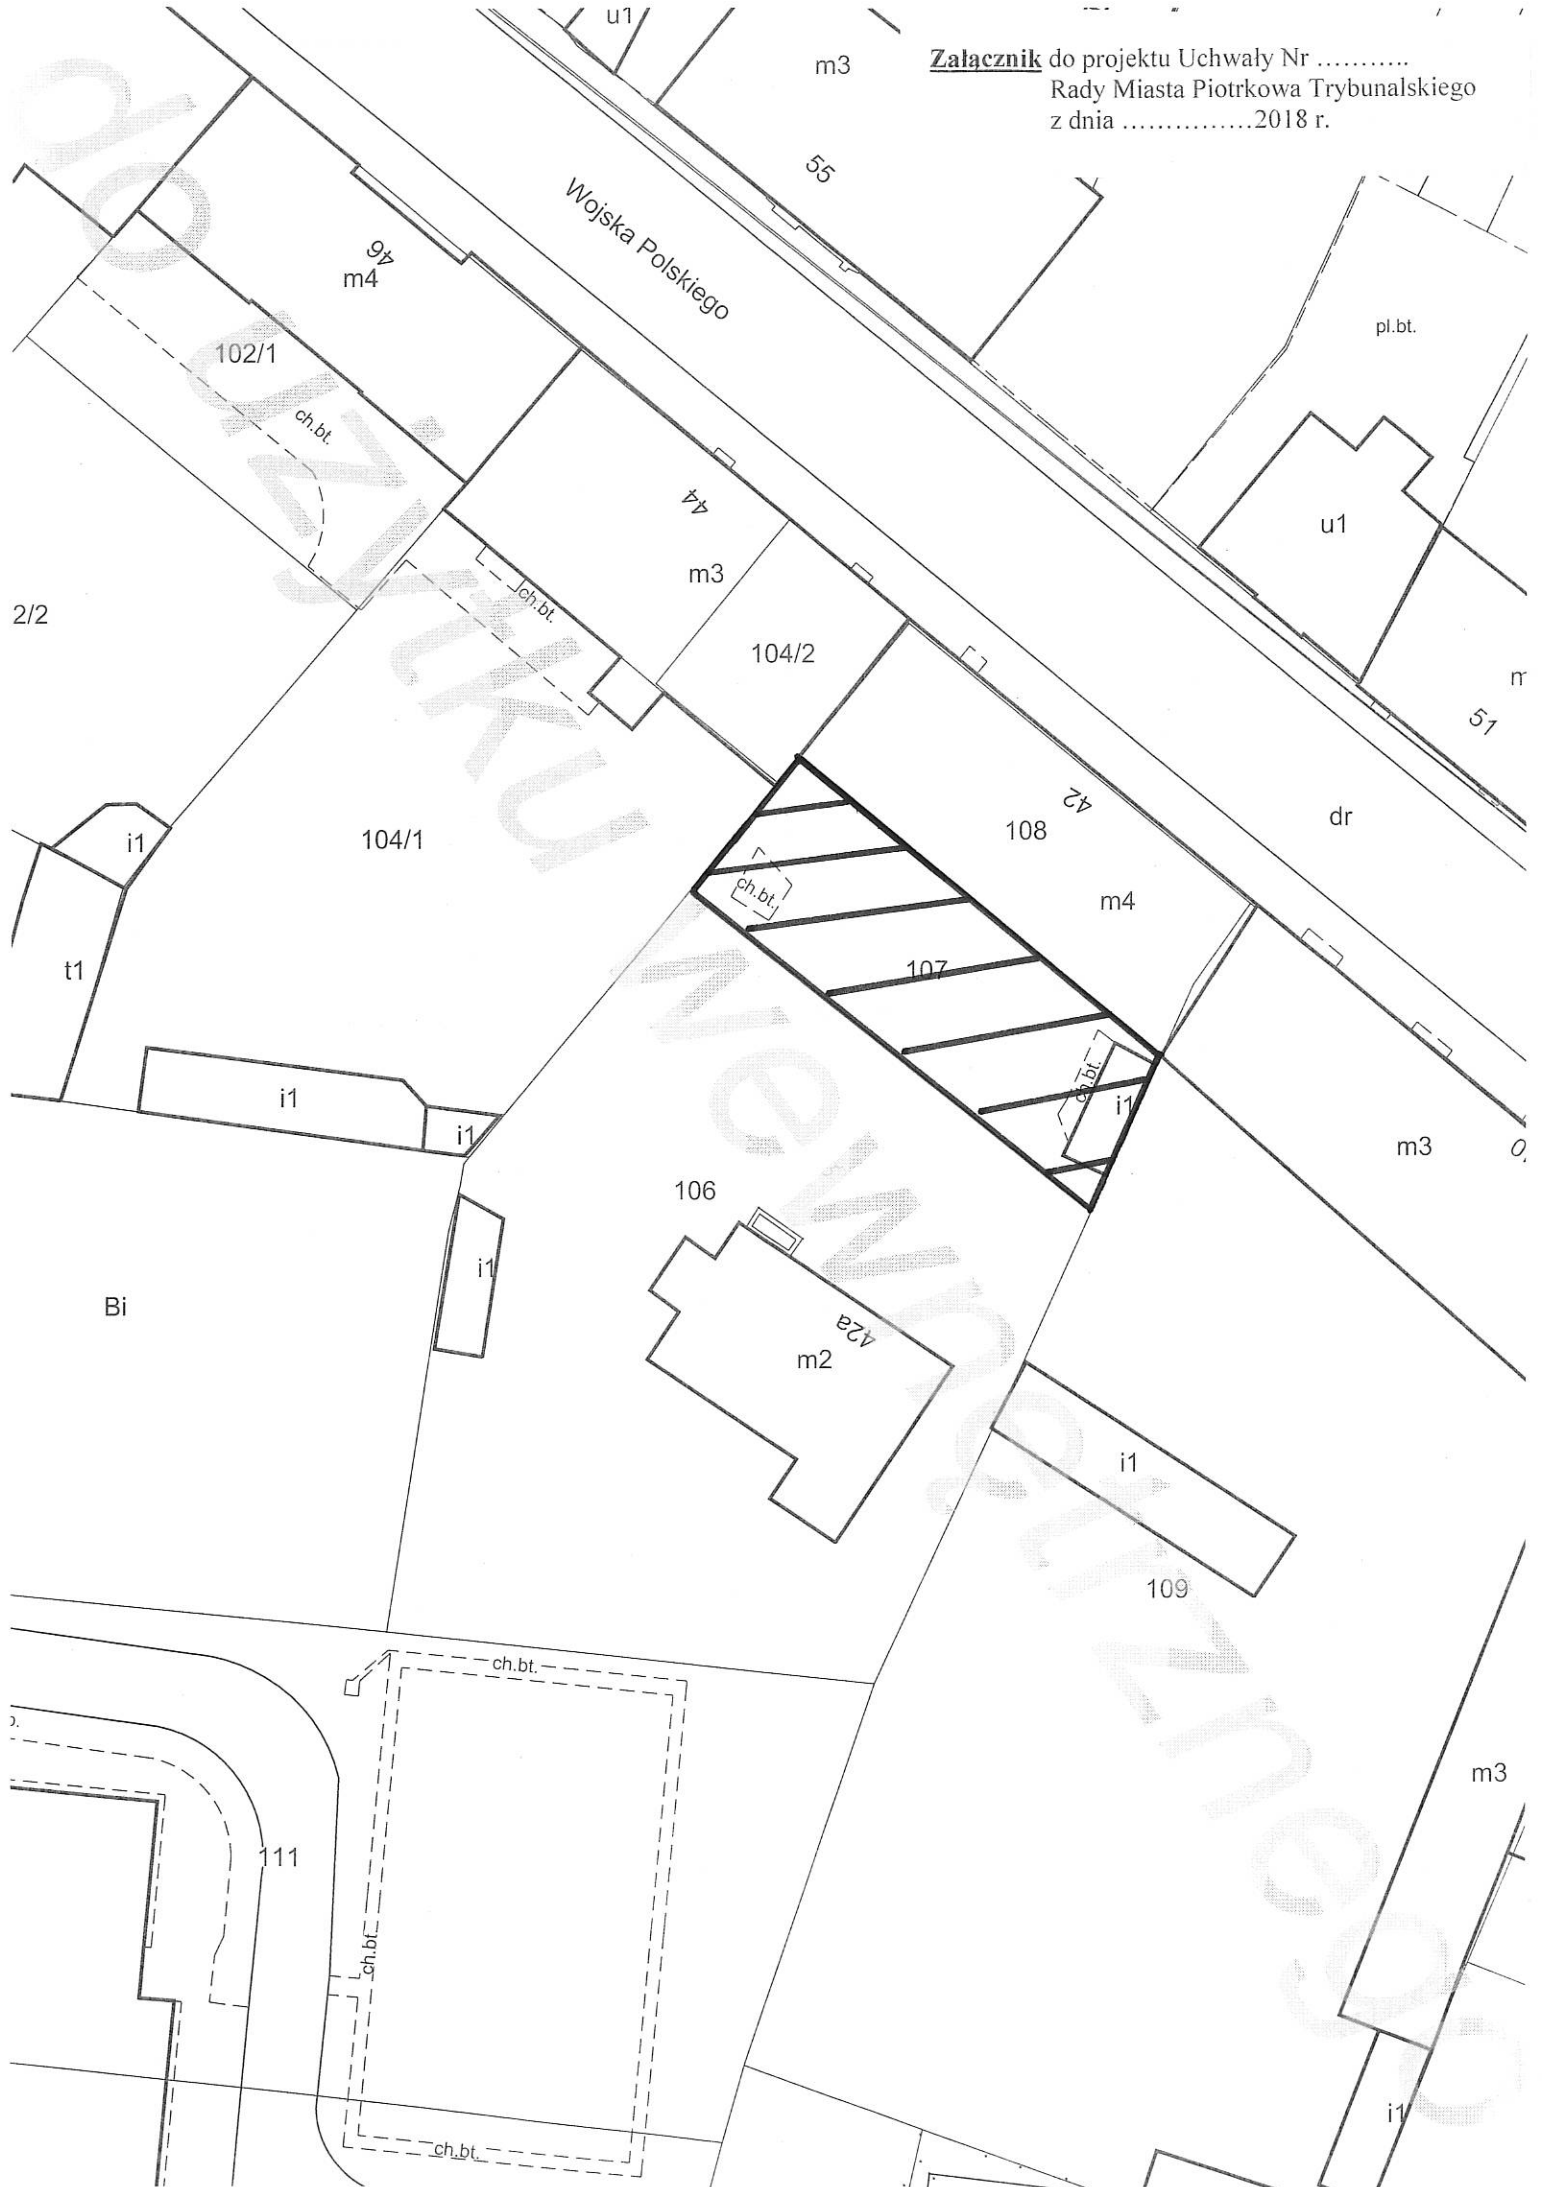 Załącznik do projektu Uchwały Nr ...........
Rady Miasta Piotrkowa Trybunalskiego
z dnia ...............2018 r.
u1
m3
55
Wojska Polskiego
46
m4
102/1
ch.bt.
pl.bt.
u1
44
m3
ch.bt.
2/2
104/2
51
42
108
dr
i1
104/1
ch.bt.
m4
t1
107
ch.bt.
i1
i1
i1
m3
106
i1
Bi
42a
m2
i1
109
ch.bt.
m3
111
ch.bt.
i1
ch.bt.
do użytku wewnętrznego